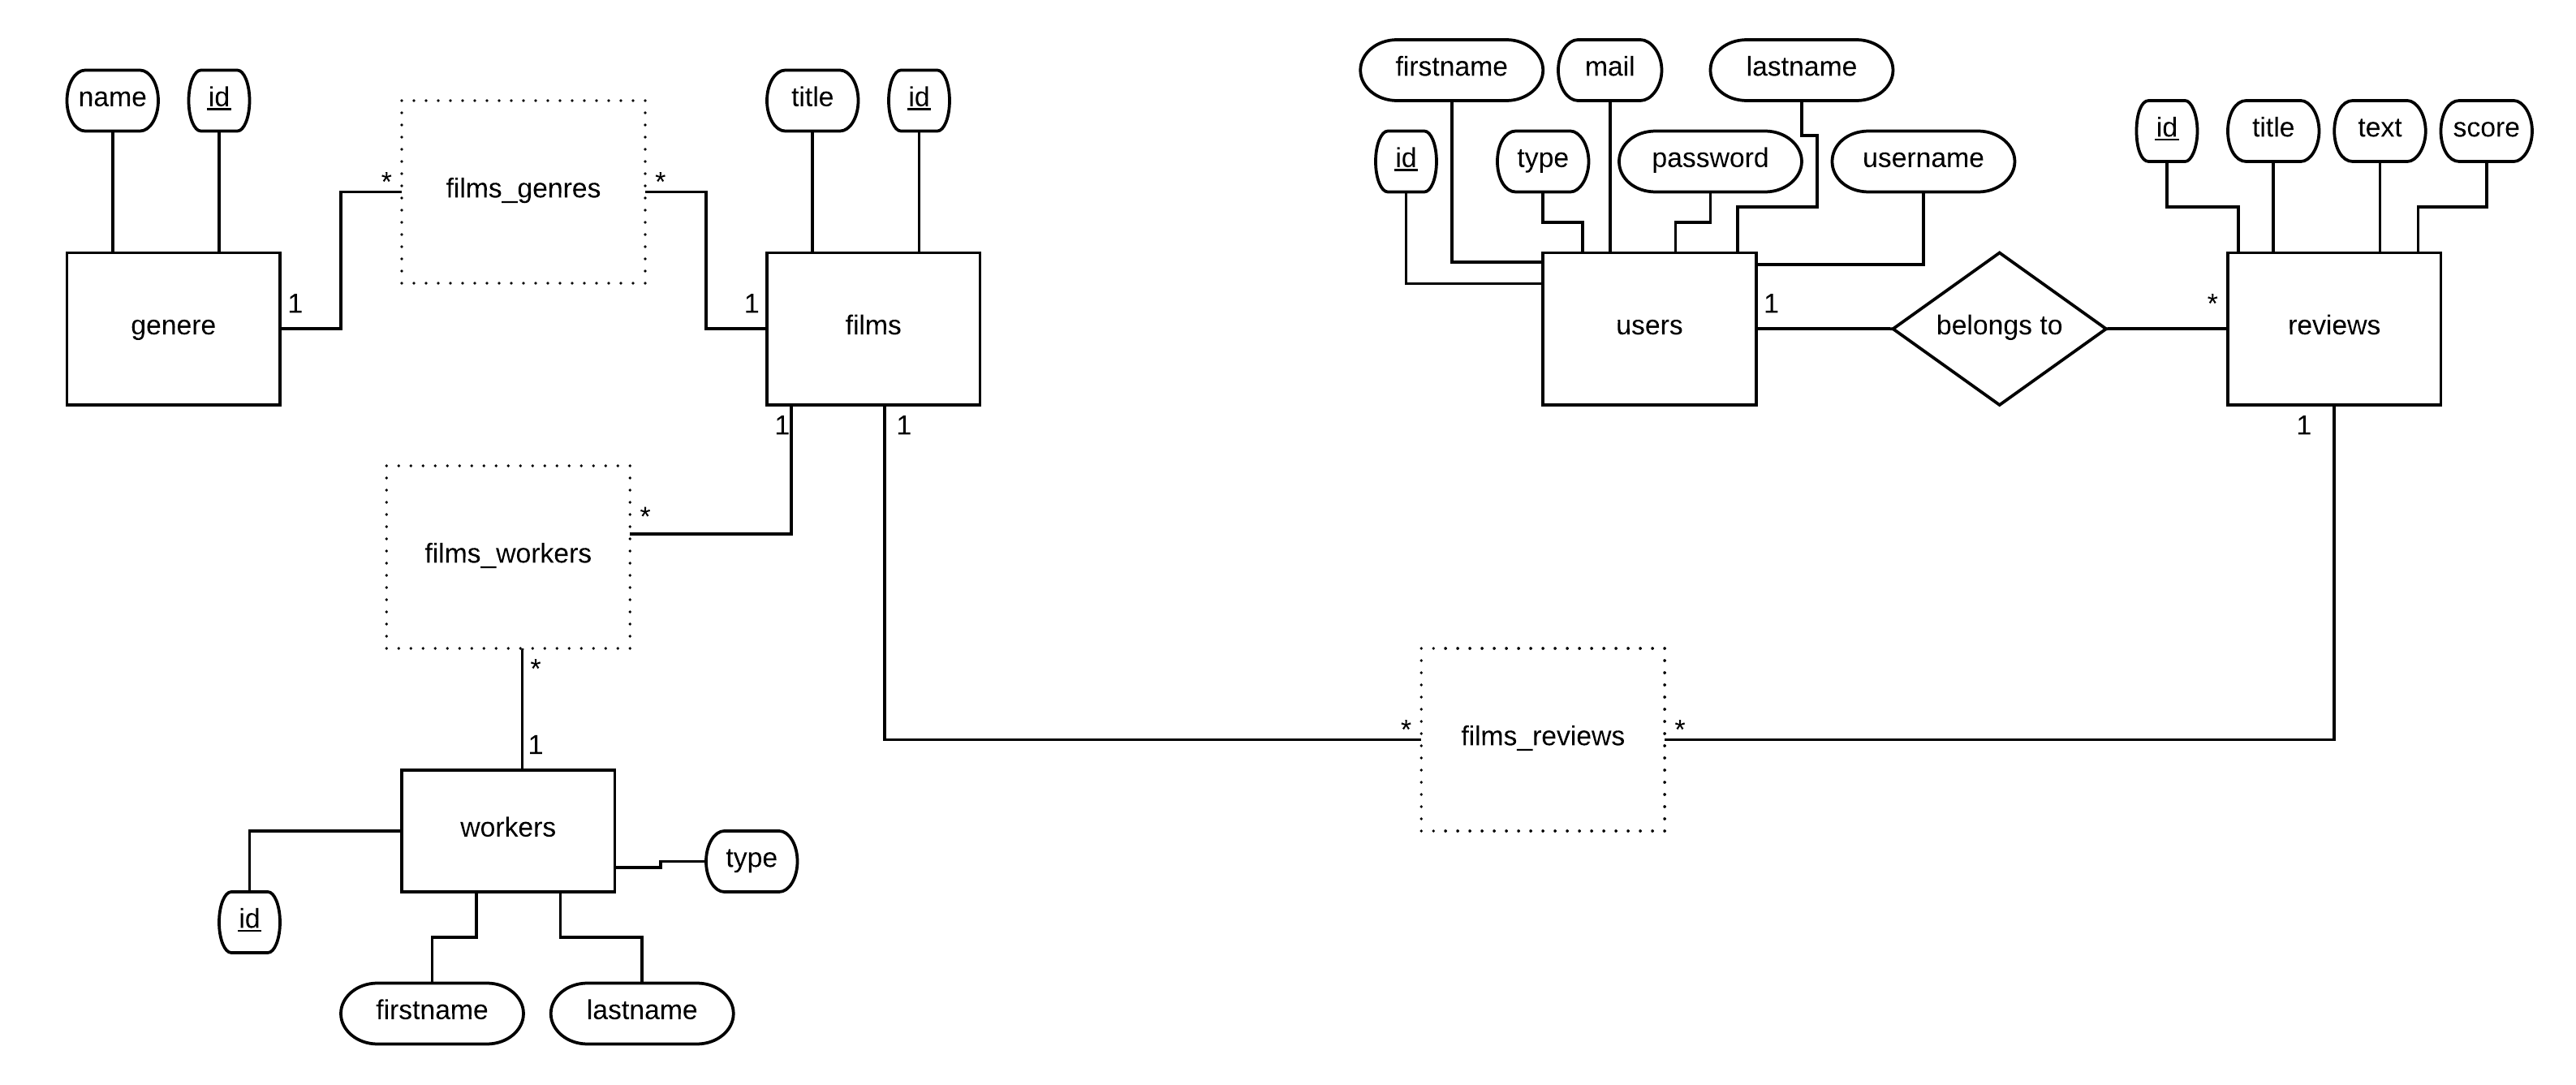 firstname
mail
lastname
name
id
title
id
id
title
text
score
id
type
password
username
films_genres
*
*
1
1
1
*
genere
films
users
belongs to
reviews
1
1
1
*
films_workers
*
*
*
films_reviews
1
workers
type
id
firstname
lastname